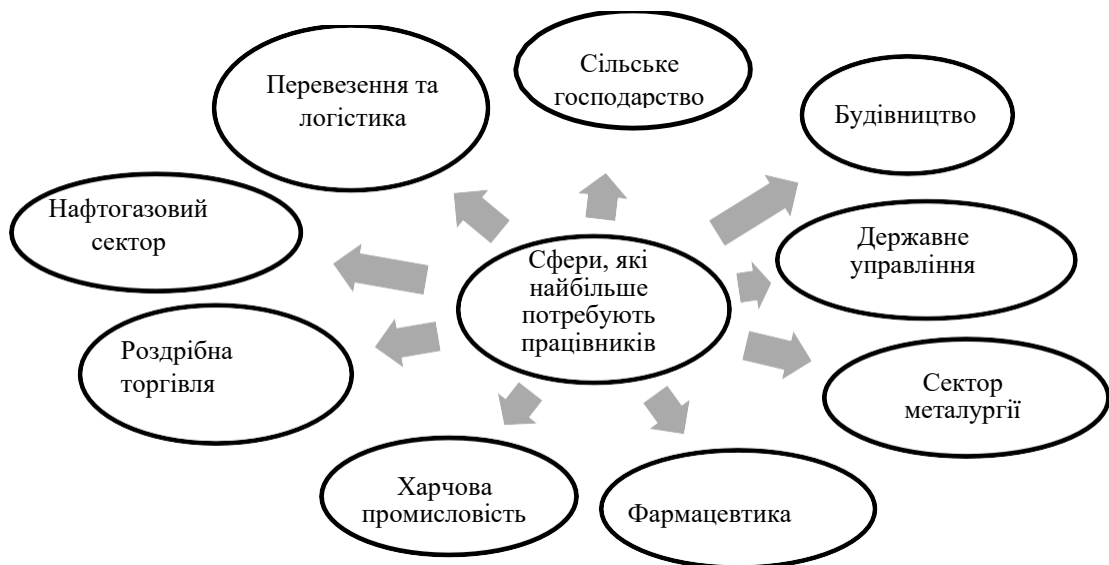 Перевезення та
логістика
Сільське
господарство
Будівництво
Нафтогазовий
сектор
Державне
управління
Сфери, які
найбільше
потребують
працівників
Роздрібна
торгівля
Сектор
металургії
Харчова
промисловість
Фармацевтика